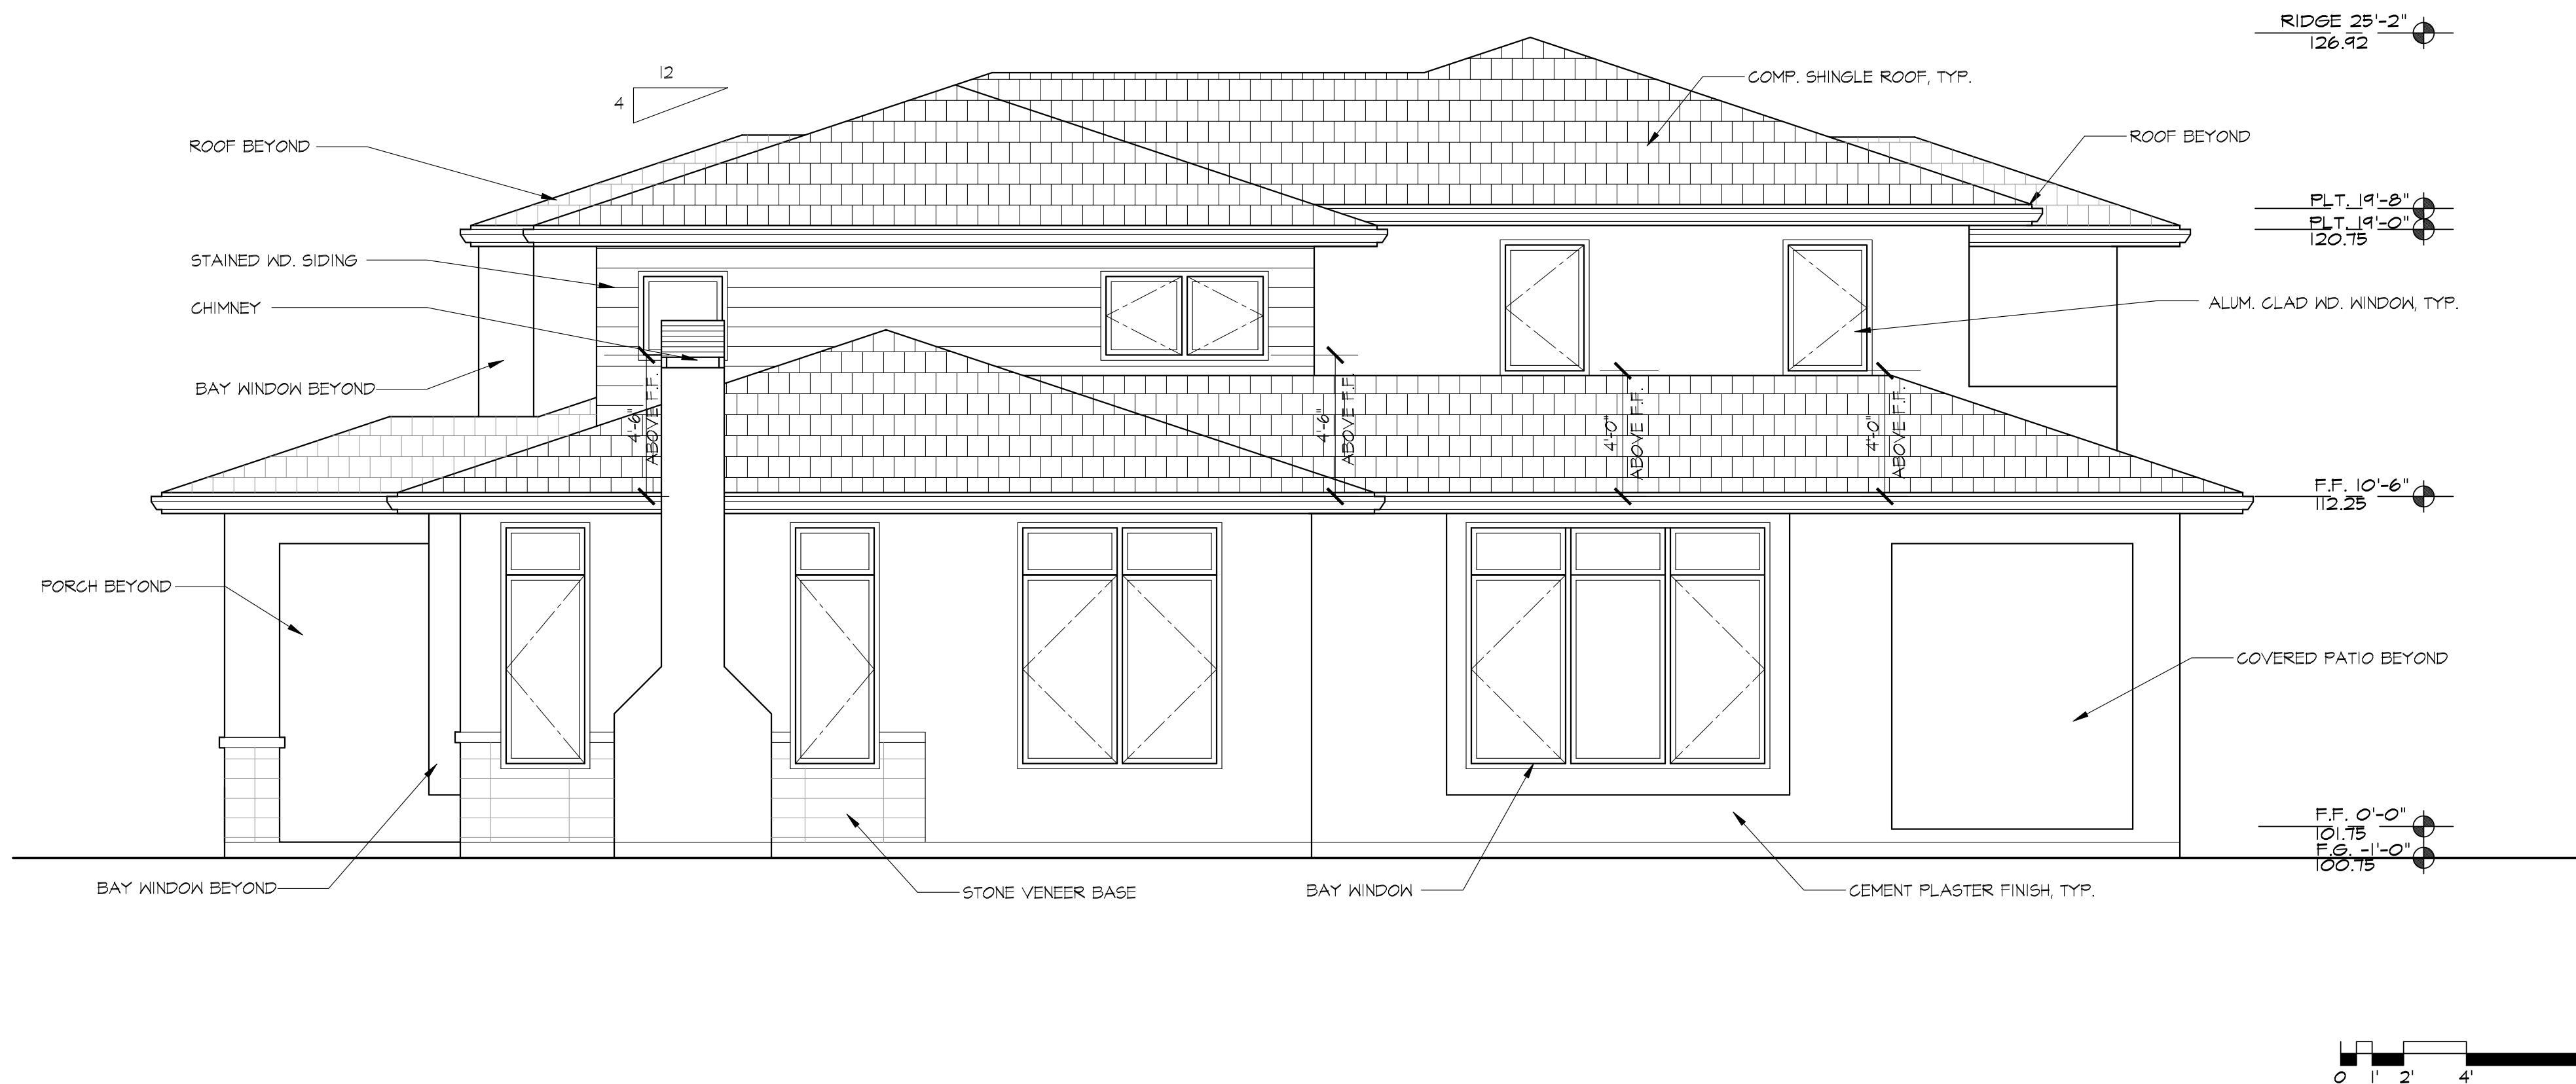 RIDGE 25'-2"
126.92
12
4
COMP. SHINGLE ROOF, TYP.
ROOF BEYOND
ROOF BEYOND
PLT. 19'-8"
PLT. 19'-0"
120.75
STAINED WD. SIDING
CHIMNEY
ALUM. CLAD WD. WINDOW, TYP.
BAY WINDOW BEYOND
4'-6"
ABOVE F.F.
4'-6"
ABOVE F.F.
4'-0"
ABOVE F.F.
4'-0"
ABOVE F.F.
F.F. 10'-6"
112.25
PORCH BEYOND
COVERED PATIO BEYOND
F.F. 0'-0"
101.75
F.G. -1'-0"
100.75
BAY WINDOW BEYOND
STONE VENEER BASE
BAY WINDOW
CEMENT PLASTER FINISH, TYP.
0 1' 2' 4'